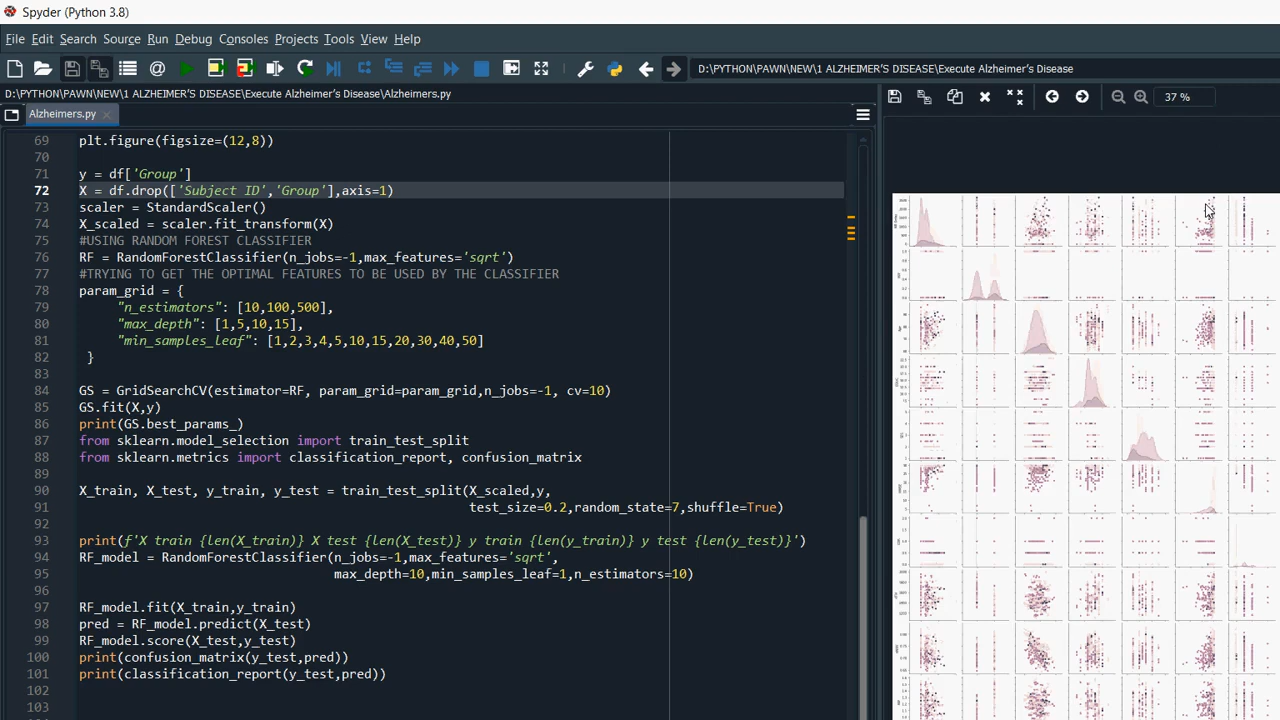 Spyder (Python 3.8)
File Edit Search Source Run Debug Consoles Projects Tools View Help
D:\PYTHON\PAWN\NEW\1 ALZHEIMER'S DISEASE\Execute Alzheimer's Disease
D:\PYTHON\PAWN\NEW\1 ALZHEIMER'S DISEASE\Execute Alzheimer's Disease\Alzheimers.py
Alzheimers.py
37 %
69 plt.figure(figsize=(12,8))
70
71 y = df['Group']
72 X = df.drop(['Subject ID','Group'],axis=1)
73 scaler = StandardScaler()
74 X_scaled = scaler.fit_transform(X)
75 #USING RANDOM FOREST CLASSIFIER
76 RF = RandomForestClassifier(n_jobs=-1,max_features='sqrt')
77 #TRYING TO GET THE OPTIMAL FEATURES TO BE USED BY THE CLASSIFIER
78 param_grid = {
79 "n_estimators": [10,100,500],
80 "max_depth": [1,5,10,15],
81 "min_samples_leaf": [1,2,3,4,5,10,15,20,30,40,50]
82 }
83
84 GS = GridSearchCV(estimator=RF, param_grid=param_grid,n_jobs=-1, cv=10)
85 GS.fit(X,y)
86 print(GS.best_params_)
87 from sklearn.model_selection import train_test_split
88 from sklearn.metrics import classification_report, confusion_matrix
89
90 X_train, X_test, y_train, y_test = train_test_split(X_scaled,y,
91 test_size=0.2,random_state=7,shuffle=True)
92
93 print(f'X train {len(X_train)} X test {len(X_test)} y train {len(y_train)} y test {len(y_test)}')
94 RF_model = RandomForestClassifier(n_jobs=-1,max_features='sqrt',
95 max_depth=10,min_samples_leaf=1,n_estimators=10)
96
97 RF_model.fit(X_train,y_train)
98 pred = RF_model.predict(X_test)
99 RF_model.score(X_test,y_test)
100 print(confusion_matrix(y_test,pred))
101 print(classification_report(y_test,pred))
102
103